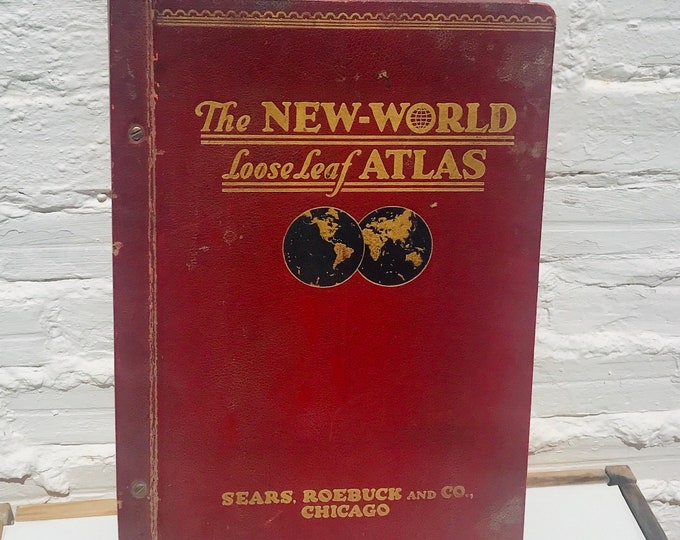 The NEW-WORLD
Loose Leaf ATLAS
SEARS, ROEBUCK AND CO.,
CHICAGO